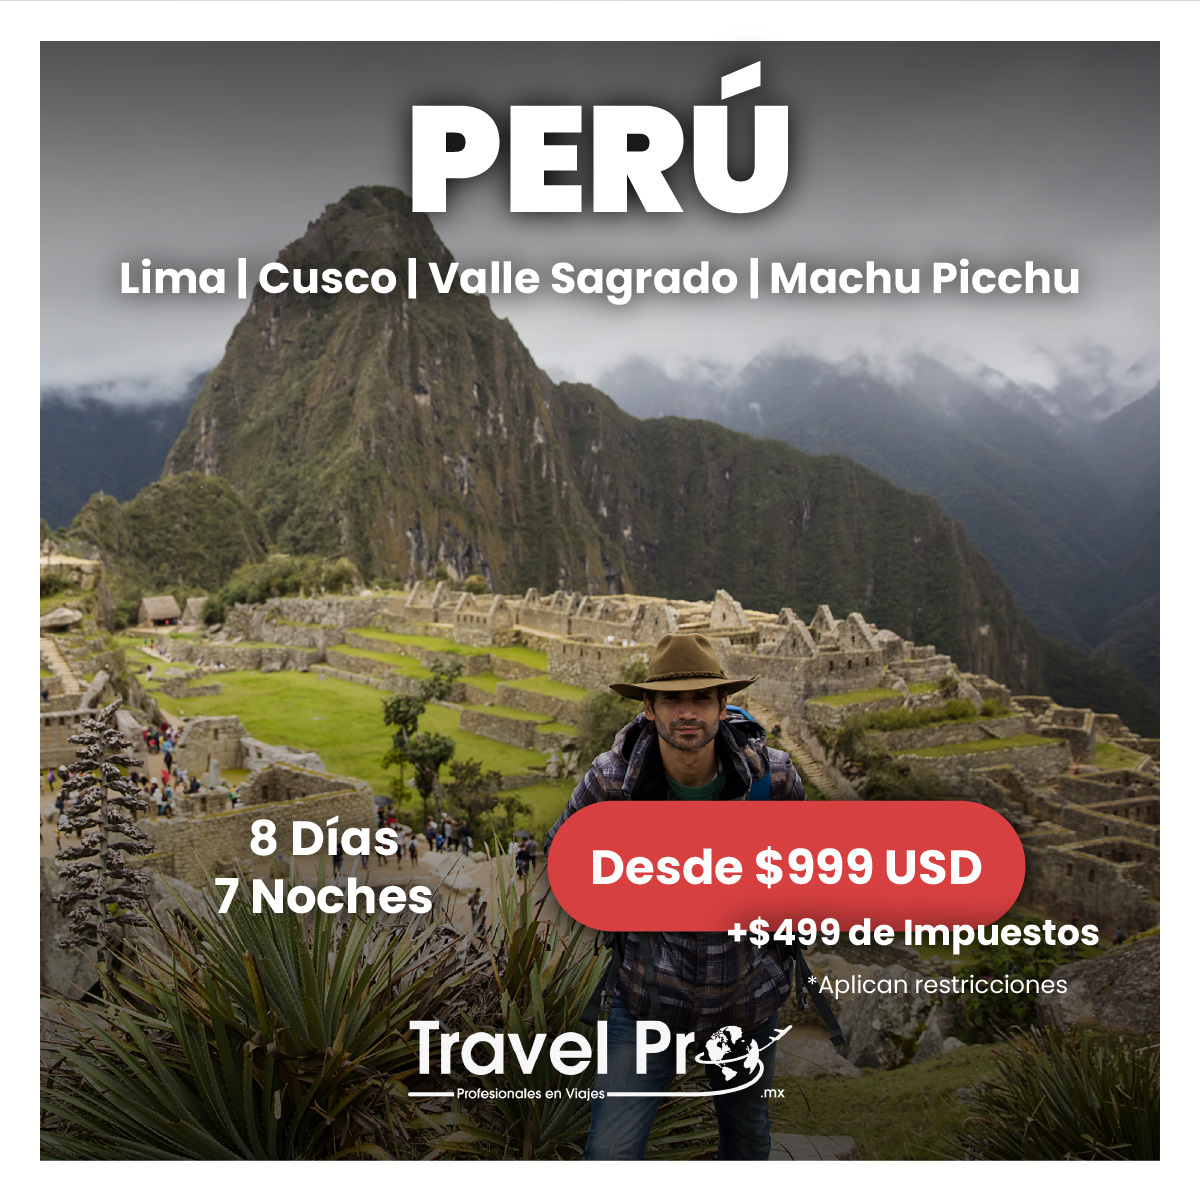 PERÚ
Lima | Cusco | Valle Sagrado | Machu Picchu
8 Días
7 Noches
Desde $999 USD
+$499 de Impuestos
*Aplican restricciones
Travel Pro
Profesionales en Viajes
.mx